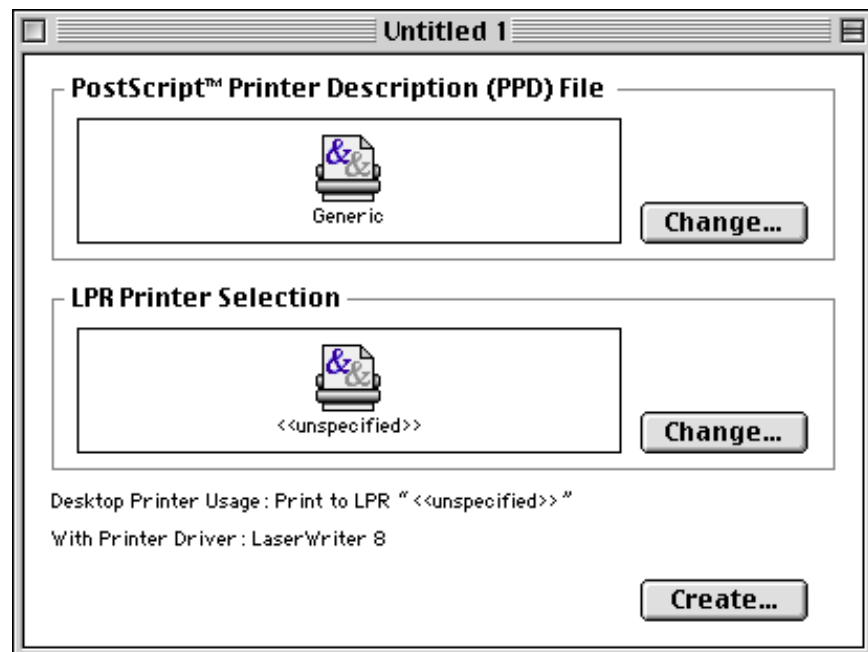 Untitled 1
PostScript™ Printer Description (PPD) File
Generic
Change...
LPR Printer Selection
<<unspecified>>
Change...
Desktop Printer Usage: Print to LPR "<<unspecified>>"
With Printer Driver: LaserWriter 8
Create...